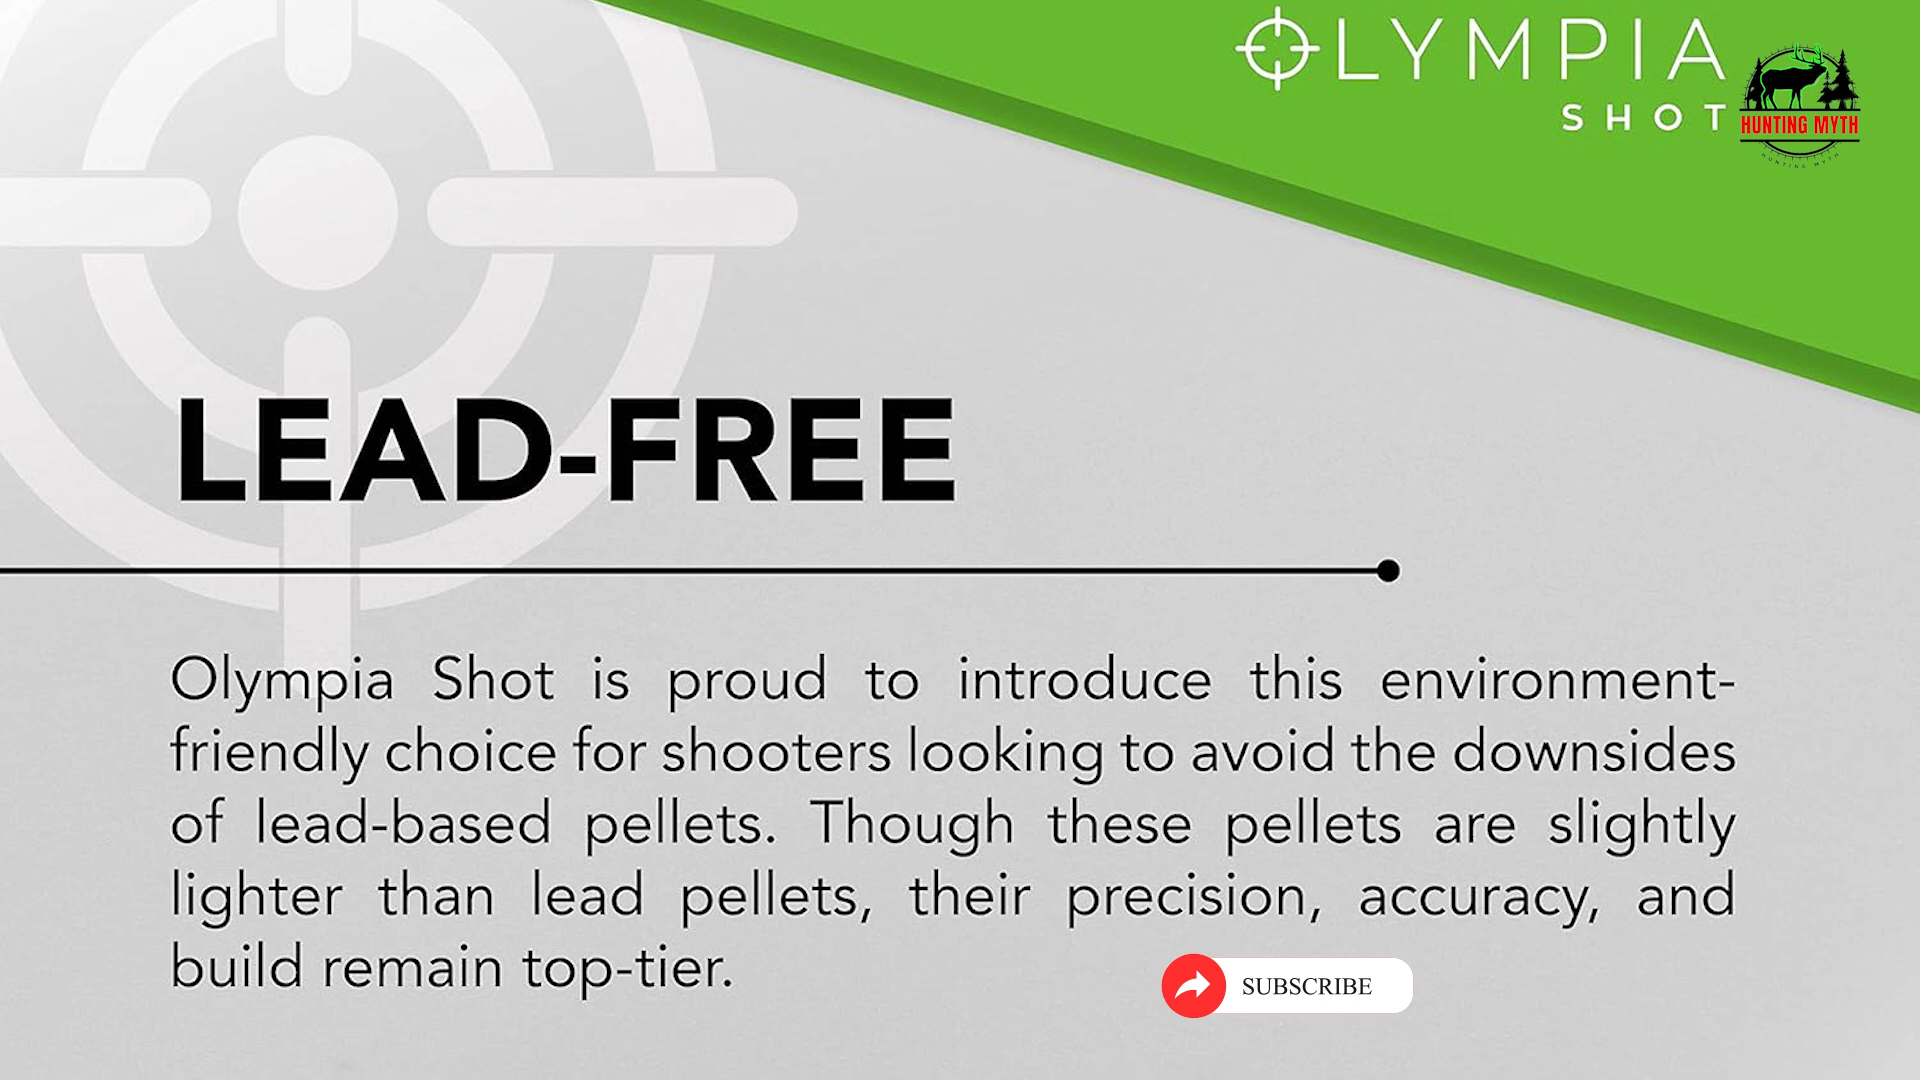 OLYMPIA
SHOT
HUNTING MYTH
HUNTING MYTH
LEAD-FREE
Olympia Shot is proud to introduce this environment-
friendly choice for shooters looking to avoid the downsides
of lead-based pellets. Though these pellets are slightly
lighter than lead pellets, their precision, accuracy, and
build remain top-tier.
SUBSCRIBE